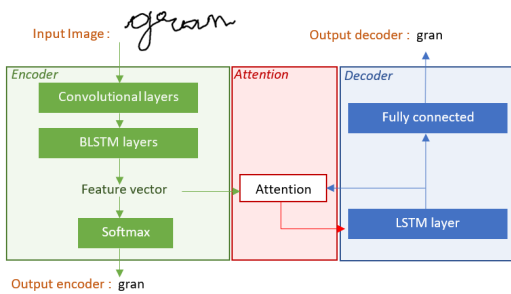 Input Image : gran
Output decoder : gran
Encoder
Attention
Decoder
Convolutional layers
Fully connected
BLSTM layers
Feature vector
Attention
Softmax
LSTM layer
Output encoder : gran